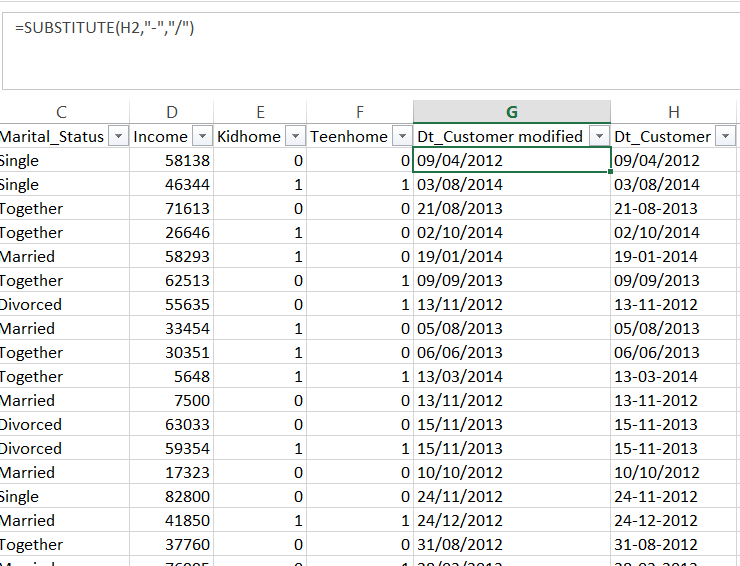 =SUBSTITUTE(H2,"-","/")
C D E F G H
Marital_Status Income Kidhome Teenhome Dt_Customer modified Dt_Customer
Single 58138 0 0 09/04/2012 09/04/2012
Single 46344 1 1 03/08/2014 03/08/2014
Together 71613 0 0 21/08/2013 21-08-2013
Together 26646 1 0 02/10/2014 02/10/2014
Married 58293 1 0 19/01/2014 19-01-2014
Together 62513 0 1 09/09/2013 09/09/2013
Divorced 55635 0 1 13/11/2012 13-11-2012
Married 33454 1 0 05/08/2013 05/08/2013
Together 30351 1 0 06/06/2013 06/06/2013
Together 5648 1 1 13/03/2014 13-03-2014
Married 7500 0 0 13/11/2012 13-11-2012
Divorced 63033 0 0 15/11/2013 15-11-2013
Divorced 59354 1 1 15/11/2013 15-11-2013
Married 17323 0 0 10/10/2012 10/10/2012
Single 82800 0 0 24/11/2012 24-11-2012
Married 41850 1 1 24/12/2012 24-12-2012
Together 37760 0 0 31/08/2012 31-08-2012